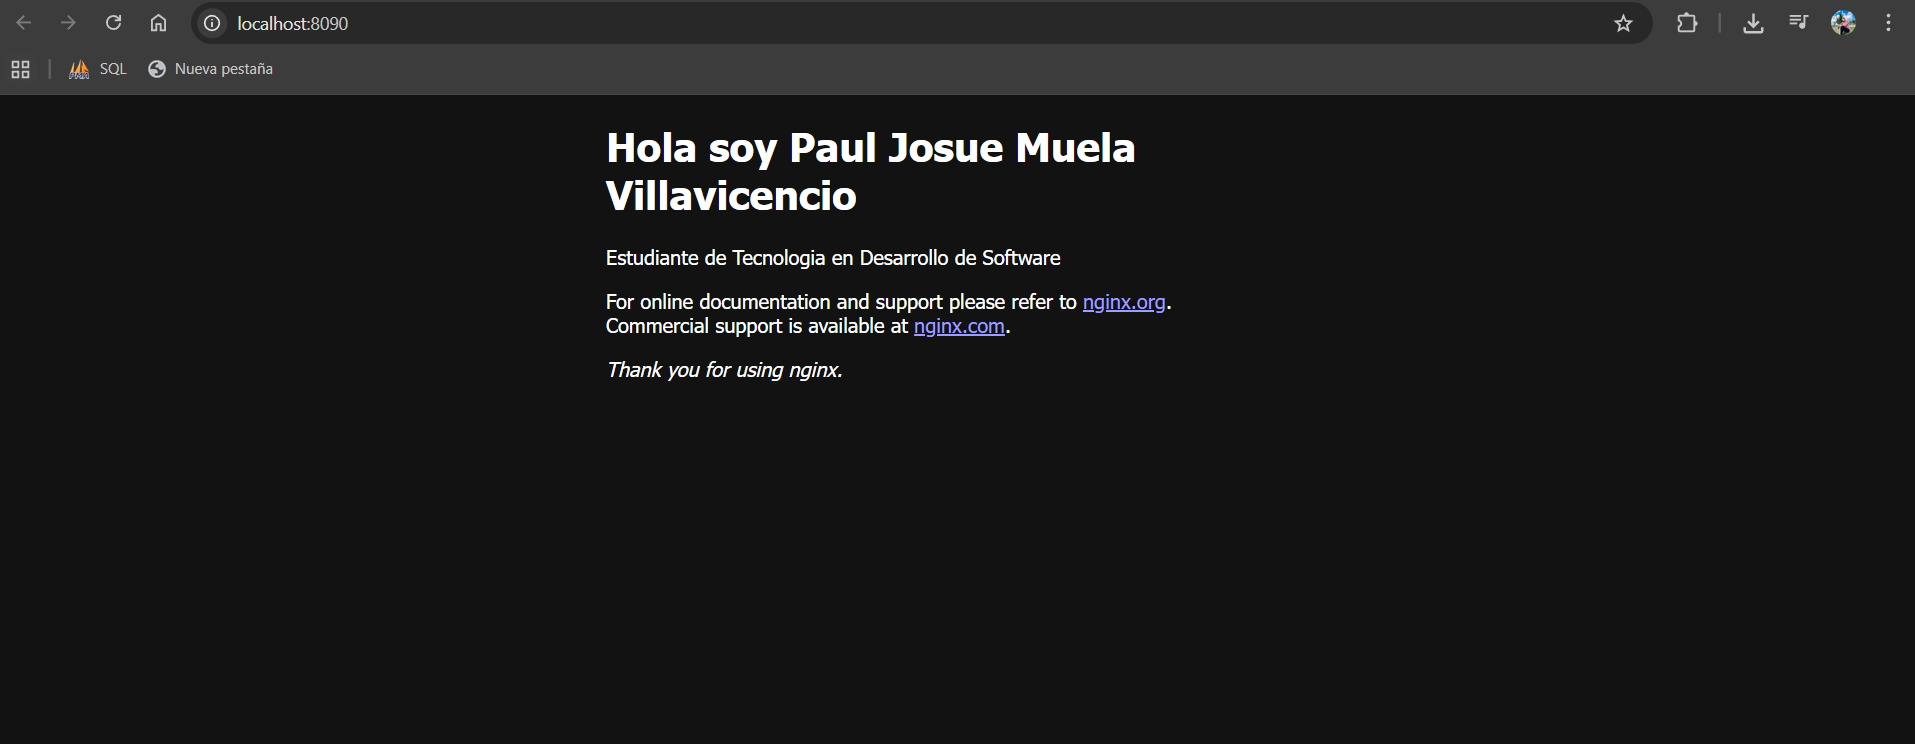 localhost:8090
SQL
Nueva pestaña
Hola soy Paul Josue Muela
Villavicencio
Estudiante de Tecnologia en Desarrollo de Software
For online documentation and support please refer to nginx.org.
Commercial support is available at nginx.com.
Thank you for using nginx.